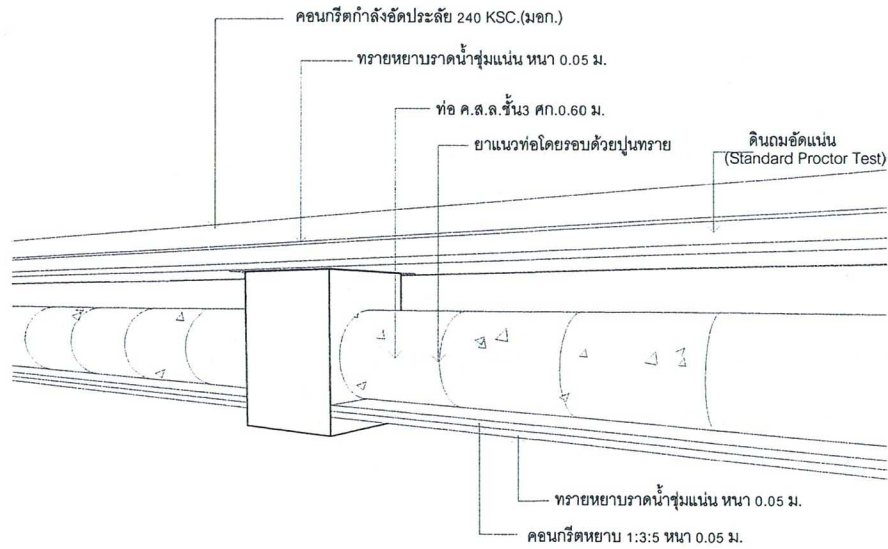 คอนกรีตกำลังอัดประลัย 240 KSC.(มอก.)
ทรายหยาบราดน้ำชุ่มแน่น หนา 0.05 ม.
ท่อ ค.ส.ล.ชั้น3 ศก.0.60 ม.
ยาแนวท่อโดยรอบด้วยปูนทราย
ดินถมอัดแน่น
(Standard Proctor Test)
ทรายหยาบราดน้ำชุ่มแน่น หนา 0.05 ม.
คอนกรีตหยาบ 1:3:5 หนา 0.05 ม.